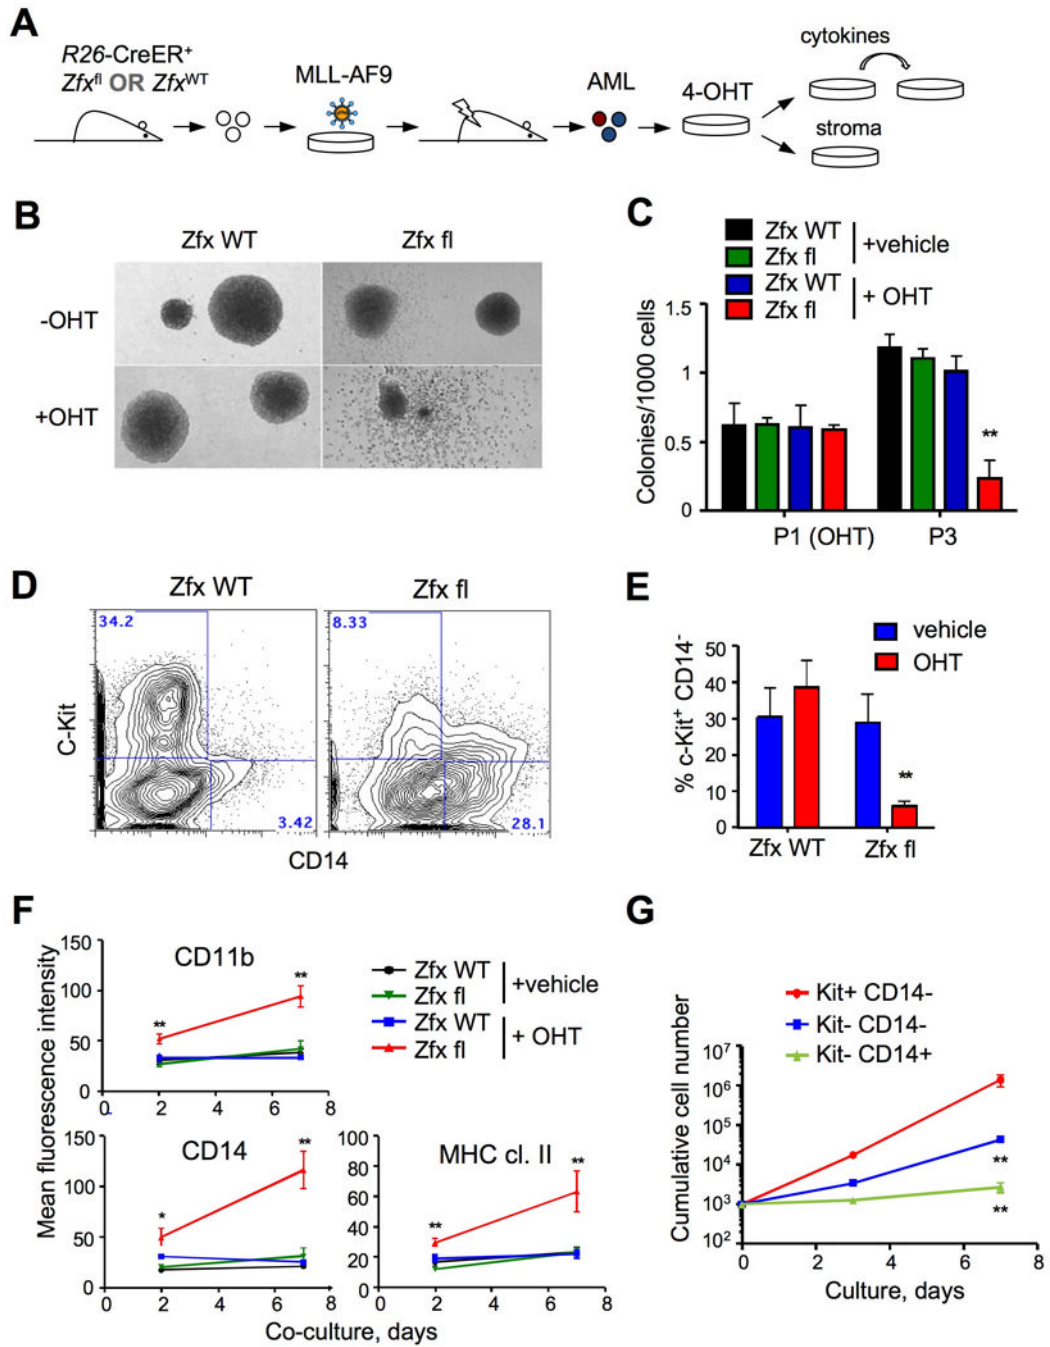 A
R26-CreER+
Zfxfl OR ZfxWT
MLL-AF9
AML
4-OHT
cytokines
stroma
B
Zfx WT
Zfx fl
-OHT
+OHT
C
Zfx WT
Zfx fl
+vehicle
Zfx WT
Zfx fl
+ OHT
Colonies/1000 cells
1.5
1
0.5
0
**
P1 (OHT)
P3
D
Zfx WT
Zfx fl
34.2
8.33
C-Kit
3.42
28.1
CD14
E
vehicle
OHT
% c-Kit+ CD14-
50
40
30
20
10
0
**
Zfx WT
Zfx fl
F
Mean fluorescence intensity
CD11b
150
100
50
0
**
**
0 2 4 6 8
Zfx WT
Zfx fl
+vehicle
Zfx WT
Zfx fl
+ OHT
CD14
150
100
50
0
*
**
0 2 4 6 8
MHC cl. II
100
80
60
40
20
0
**
**
0 2 4 6 8
Co-culture, days
G
Kit+ CD14-
Kit- CD14-
Kit- CD14+
Cumulative cell number
10^7
10^6
10^5
10^4
10^3
10^2
**
**
0 2 4 6 8
Culture, days